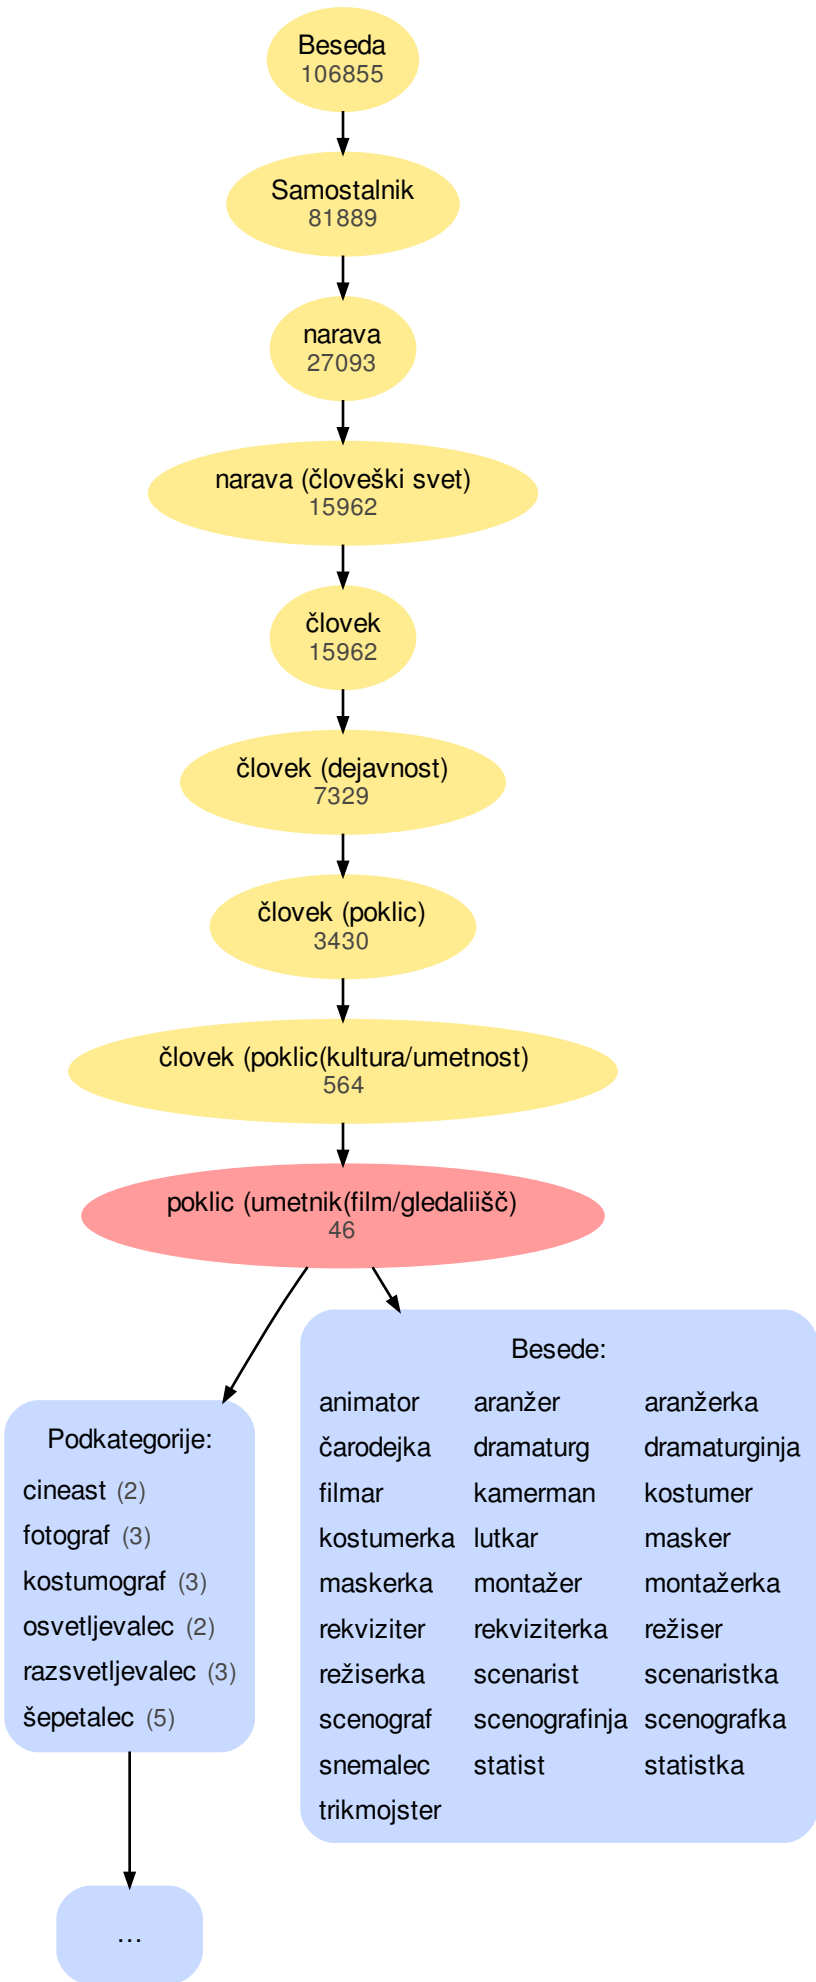 Beseda
106855
Samostalnik
81889
narava
27093
narava (človeški svet)
15962
človek
15962
človek (dejavnost)
7329
človek (poklic)
3430
človek (poklic(kultura/umetnost)
564
poklic (umetnik(film/gledaliišč)
46
Podkategorije:
cineast (2)
fotograf (3)
kostumograf (3)
osvetljevalec (2)
razsvetljevalec (3)
šepetalec (5)
...
Besede:
animator aranžer aranžerka
čarodejka dramaturg dramaturginja
filmar kamerman kostumer
kostumerka lutkar masker
maskerka montažer montažerka
rekviziter rekviziterka režiser
režiserka scenarist scenaristka
scenograf scenografinja scenografka
snemalec statist statistka
trikmojster